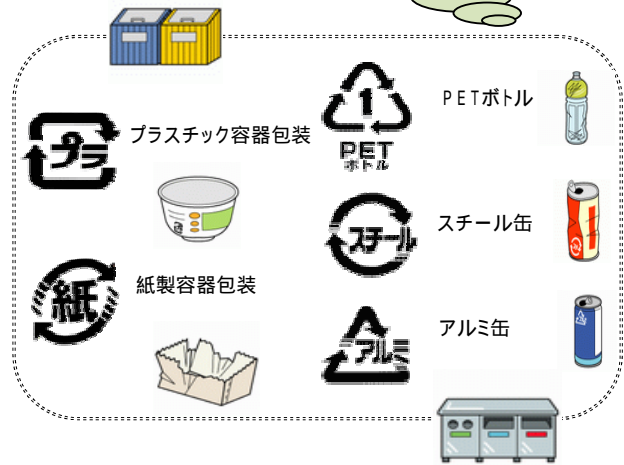 プラ
プラスチック容器包装
紙
紙製容器包装
1
PET
ボトル
PETボトル
スチール
スチール缶
アルミ
アルミ缶